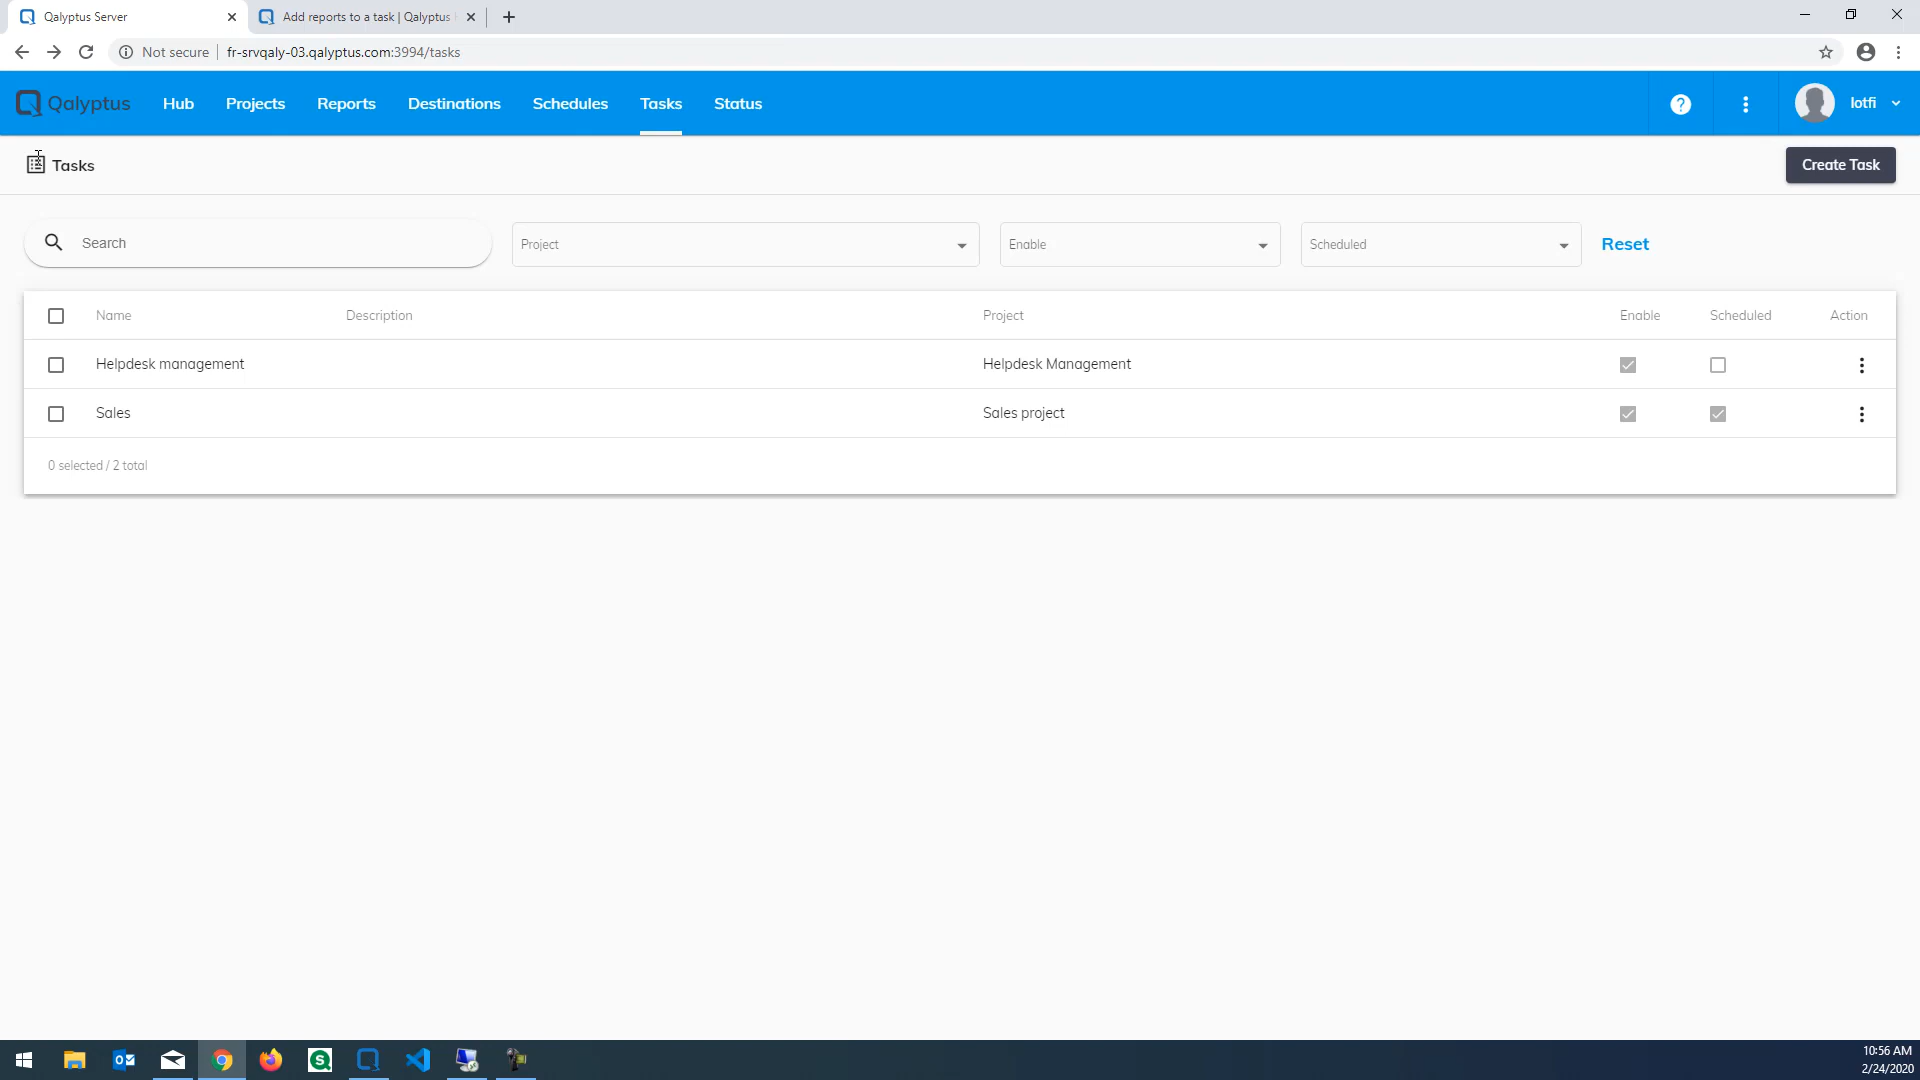 Qalyptus Server
Add reports to a task | Qalyptus
Not secure
fr-srvqaly-03.qalyptus.com:3994/tasks
Qalyptus
Hub
Projects
Reports
Destinations
Schedules
Tasks
Status
lotfi
Tasks
Create Task
Search
Project
Enable
Scheduled
Reset
Name
Description
Project
Enable
Scheduled
Action
Helpdesk management
Helpdesk Management
Sales
Sales project
0 selected / 2 total
10:56 AM
2/24/2020